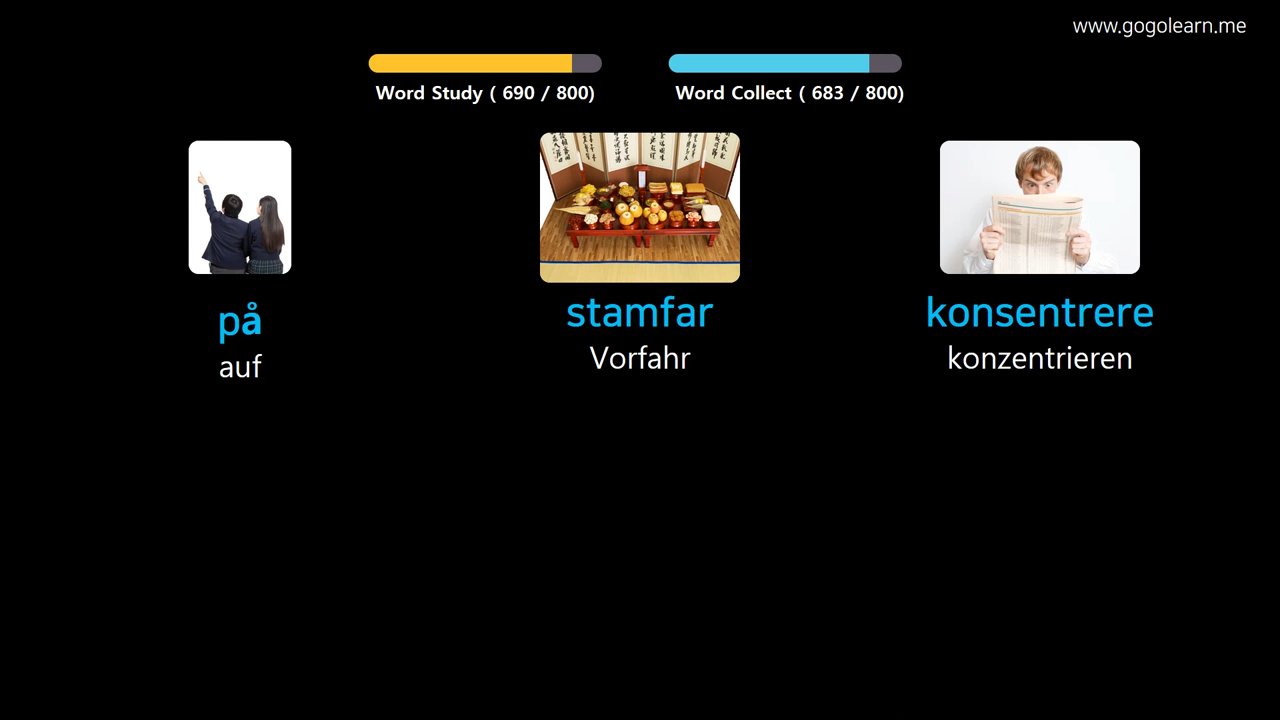 www.gogolearn.me
Word Study ( 690 / 800)
Word Collect ( 683 / 800)
på
auf
stamfar
Vorfahr
konsentrere
konzentrieren